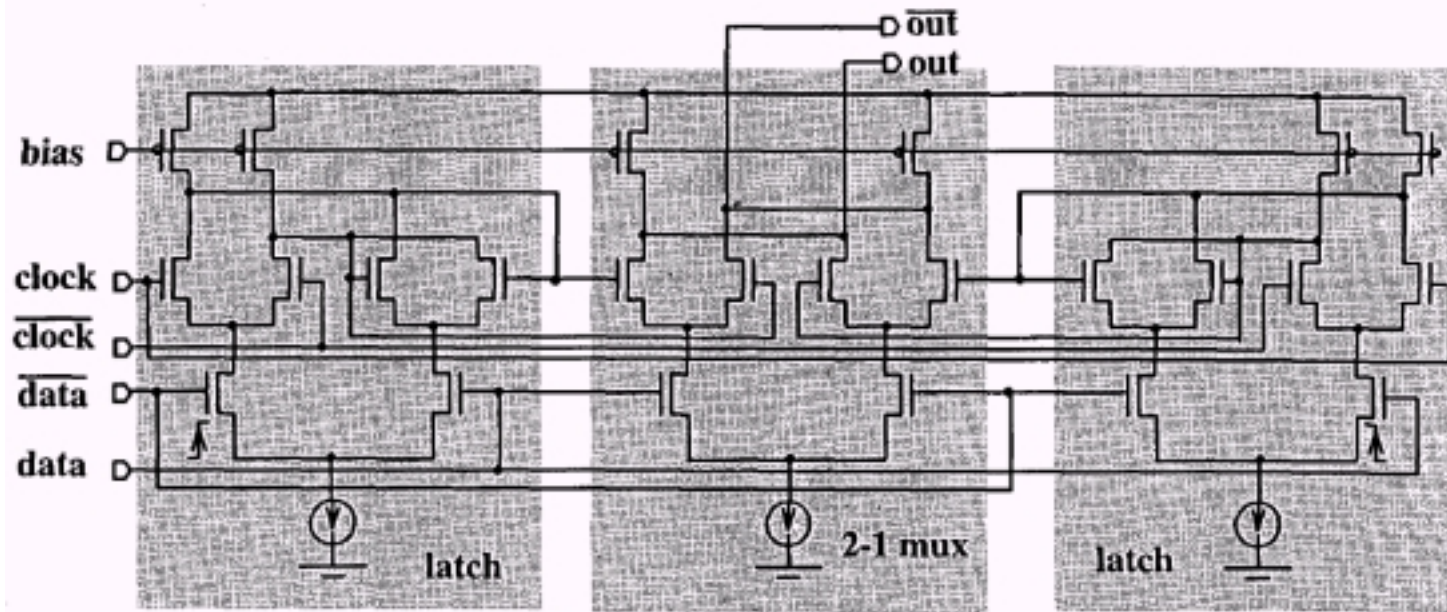 out̅
out
bias
clock
clock̅
data̅
data
latch
2-1 mux
latch